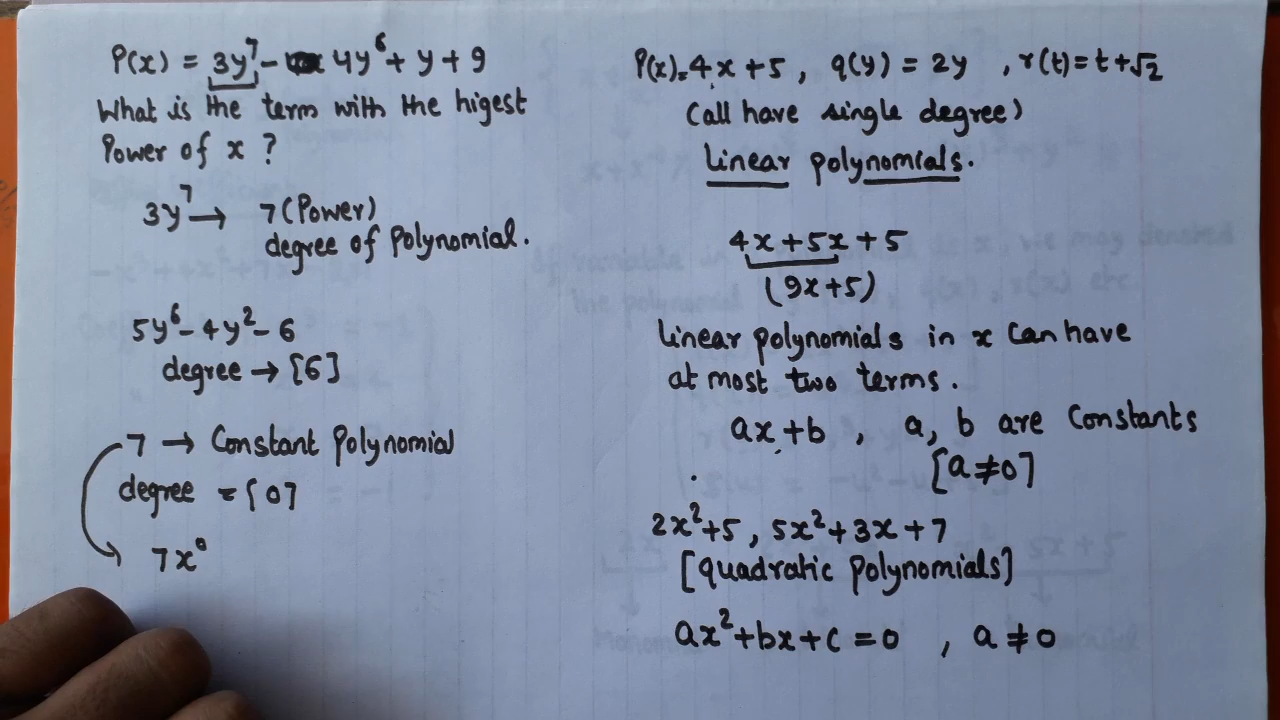 P(x) = 3y⁷ - 4y⁶ + y + 9
What is the term with the higest
Power of x ?
3y⁷ → 7 (Power)
degree of Polynomial.
5y⁶ - 4y² - 6
degree → [6]
7 → Constant Polynomial
degree = [0]
7x⁰
P(x) = 4x + 5 , q(y) = 2y , r(t) = t + √2
(all have single degree)
Linear polynomials.
4x + 5x + 5
(9x + 5)
Linear polynomials in x can have
at most two terms.
ax + b , a, b are Constants
[a ≠ 0]
2x² + 5 , 5x² + 3x + 7
[quadratic Polynomials]
ax² + bx + c = 0 , a ≠ 0